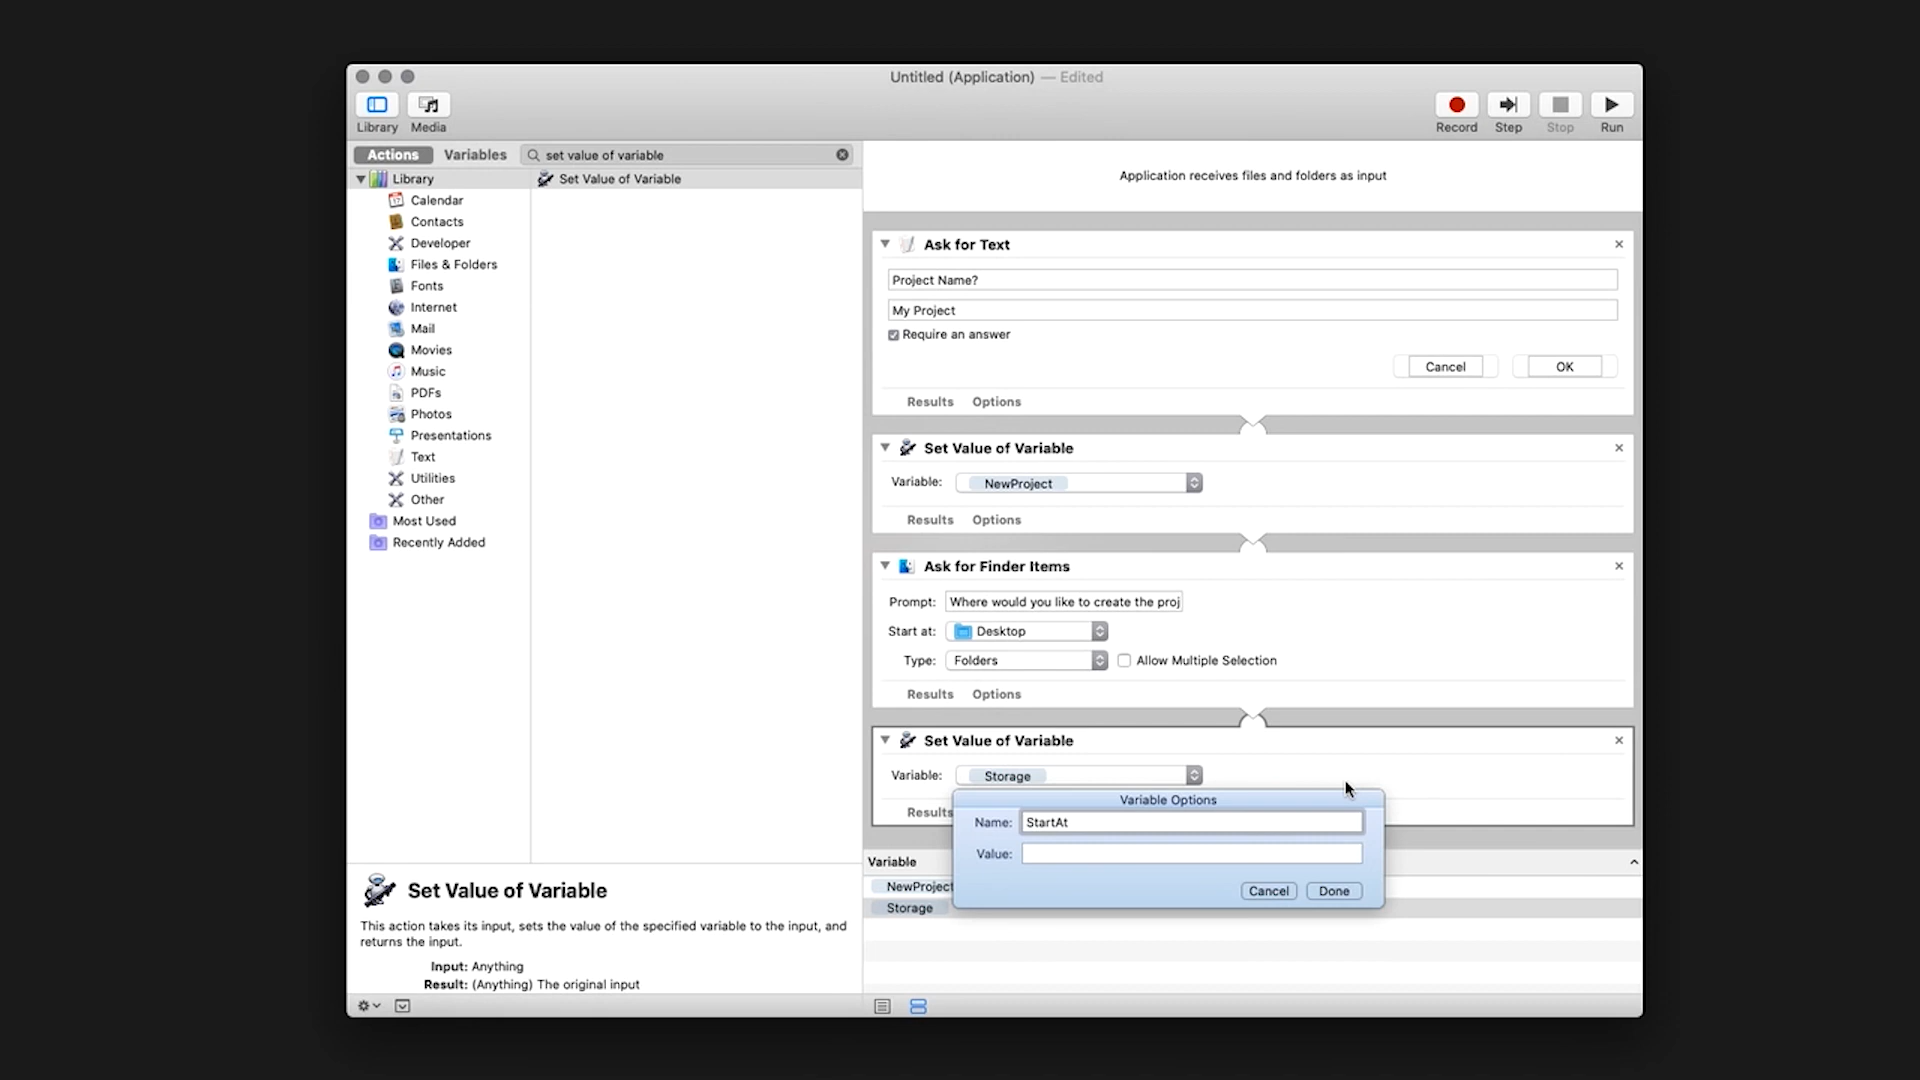 Untitled (Application) — Edited
Library Media
Record Step Stop Run
Actions Variables set value of variable
Library
Calendar
Contacts
Developer
Files & Folders
Fonts
Internet
Mail
Movies
Music
PDFs
Photos
Presentations
Text
Utilities
Other
Most Used
Recently Added
Set Value of Variable
Application receives files and folders as input
Ask for Text
Project Name?
My Project
Require an answer
Cancel OK
Results Options
Set Value of Variable
Variable: NewProject
Results Options
Ask for Finder Items
Prompt: Where would you like to create the proj
Start at: Desktop
Type: Folders Allow Multiple Selection
Results Options
Set Value of Variable
Variable: Storage
Results
Variable Options
Name: StartAt
Value:
Cancel Done
Variable
NewProject
Storage
Set Value of Variable
This action takes its input, sets the value of the specified variable to the input, and
returns the input.
Input: Anything
Result: (Anything) The original input